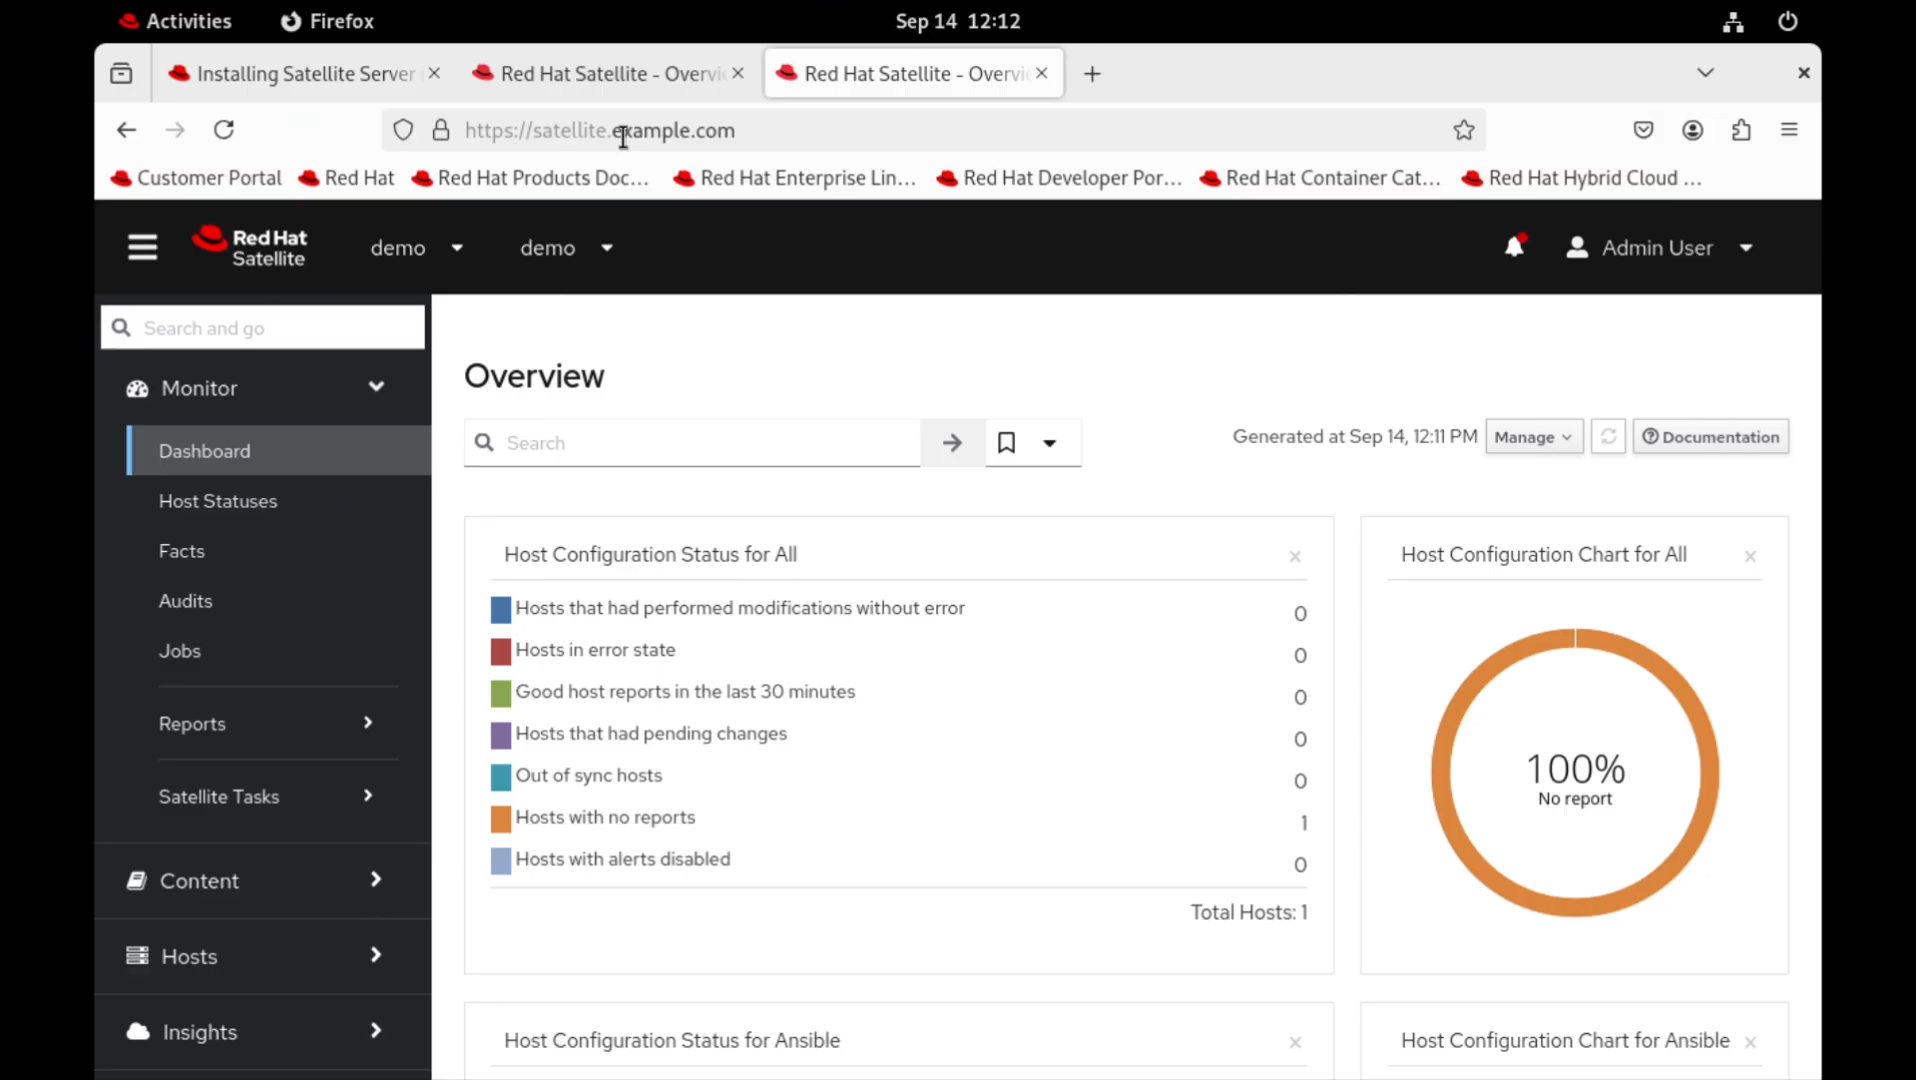 Activities Firefox Sep 14 12:12
Installing Satellite Server Red Hat Satellite - Overvi Red Hat Satellite - Overvi
https://satellite.example.com
Customer Portal Red Hat Red Hat Products Doc... Red Hat Enterprise Lin... Red Hat Developer Por... Red Hat Container Cat... Red Hat Hybrid Cloud ...
Red Hat
Satellite
demo demo Admin User
Search and go
Monitor
Dashboard
Host Statuses
Facts
Audits
Jobs
Reports
Satellite Tasks
Content
Hosts
Insights
Overview
Search
Generated at Sep 14, 12:11 PM Manage Documentation
Host Configuration Status for All
Hosts that had performed modifications without error 0
Hosts in error state 0
Good host reports in the last 30 minutes 0
Hosts that had pending changes 0
Out of sync hosts 0
Hosts with no reports 1
Hosts with alerts disabled 0
Total Hosts: 1
Host Configuration Chart for All
100%
No report
Host Configuration Status for Ansible
Host Configuration Chart for Ansible